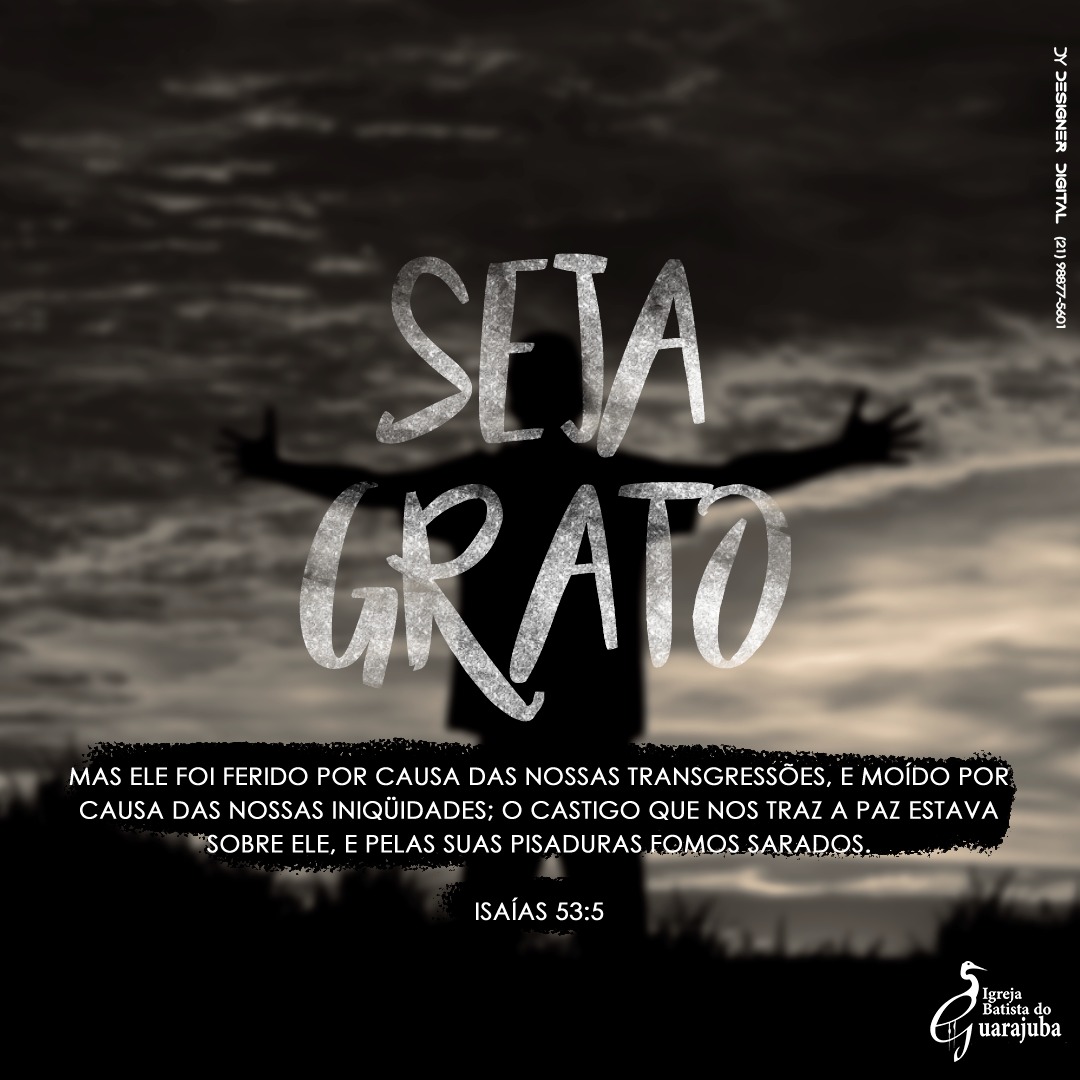 SEJA
GRATO
MAS ELE FOI FERIDO POR CAUSA DAS NOSSAS TRANSGRESSÕES, E MOÍDO POR
CAUSA DAS NOSSAS INIQÜIDADES; O CASTIGO QUE NOS TRAZ A PAZ ESTAVA
SOBRE ELE, E PELAS SUAS PISADURAS FOMOS SARADOS.
ISAÍAS 53:5
JY DESIGNER DIGITAL (21) 98877-5601
Igreja
Batista do
Guarajuba